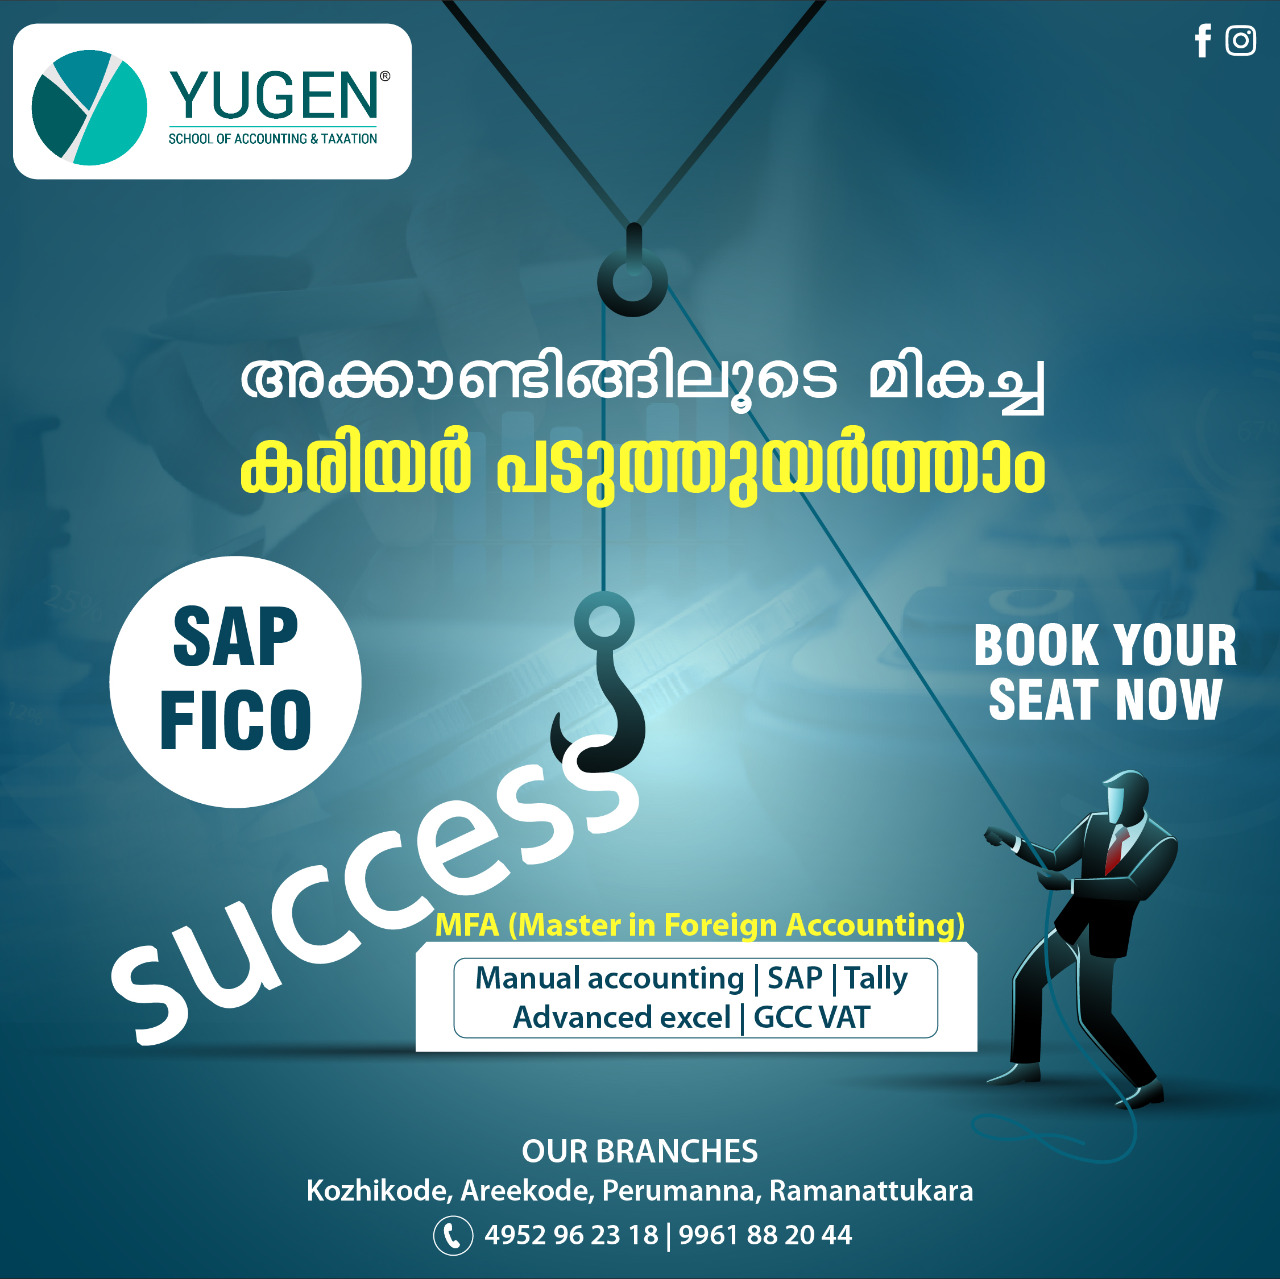 YUGEN®
SCHOOL OF ACCOUNTING & TAXATION
അക്കൗണ്ടിങ്ങിലൂടെ മികച്ച
കരിയർ പടുത്തുയർത്താം
SAP
FICO
BOOK YOUR
SEAT NOW
success
MFA (Master in Foreign Accounting)
Manual accounting | SAP | Tally
Advanced excel | GCC VAT
OUR BRANCHES
Kozhikode, Areekode, Perumanna, Ramanattukara
4952 96 23 18 | 9961 88 20 44